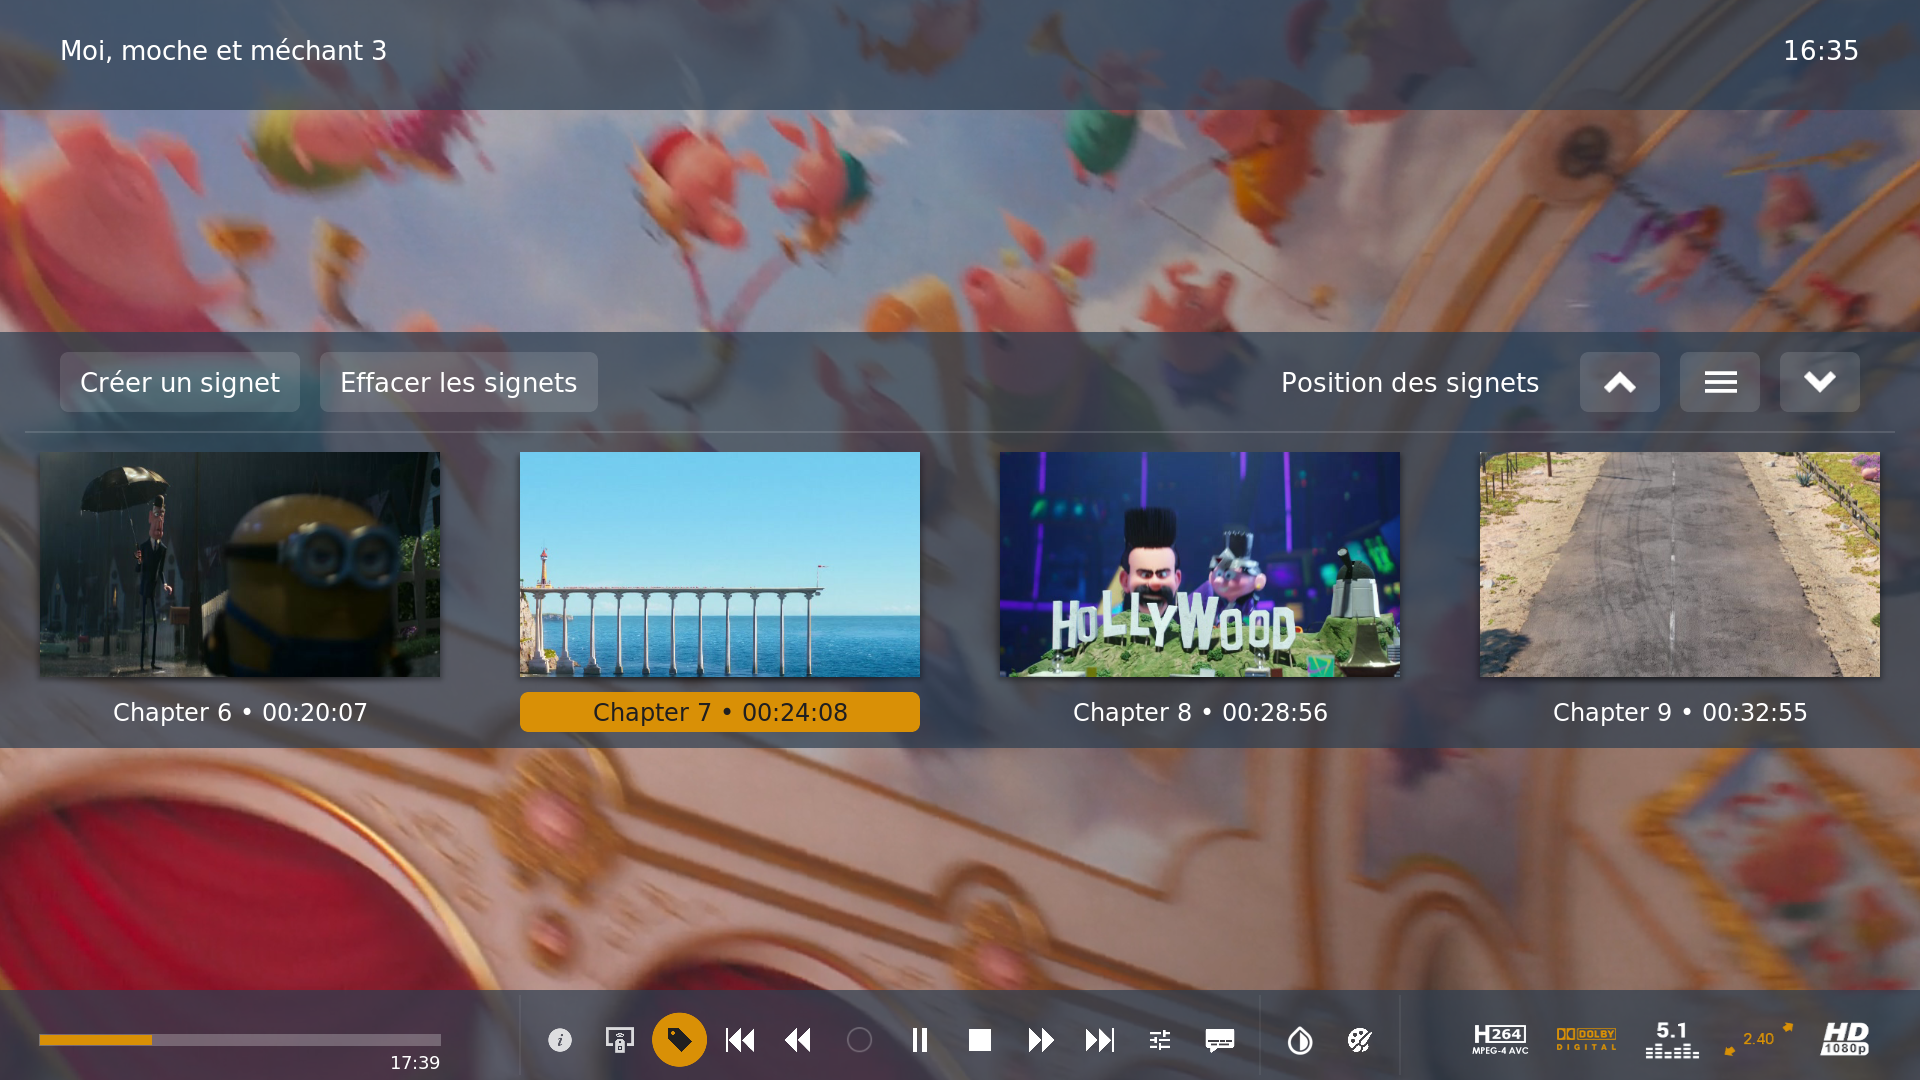 Moi, moche et méchant 3
16:35
Créer un signet
Effacer les signets
Position des signets
HOLLYWOOD
Chapter 6 • 00:20:07
Chapter 7 • 00:24:08
Chapter 8 • 00:28:56
Chapter 9 • 00:32:55
17:39
i
H264
MPEG-4 AVC
DOLBY
DIGITAL
5.1
2.40
HD
1080p